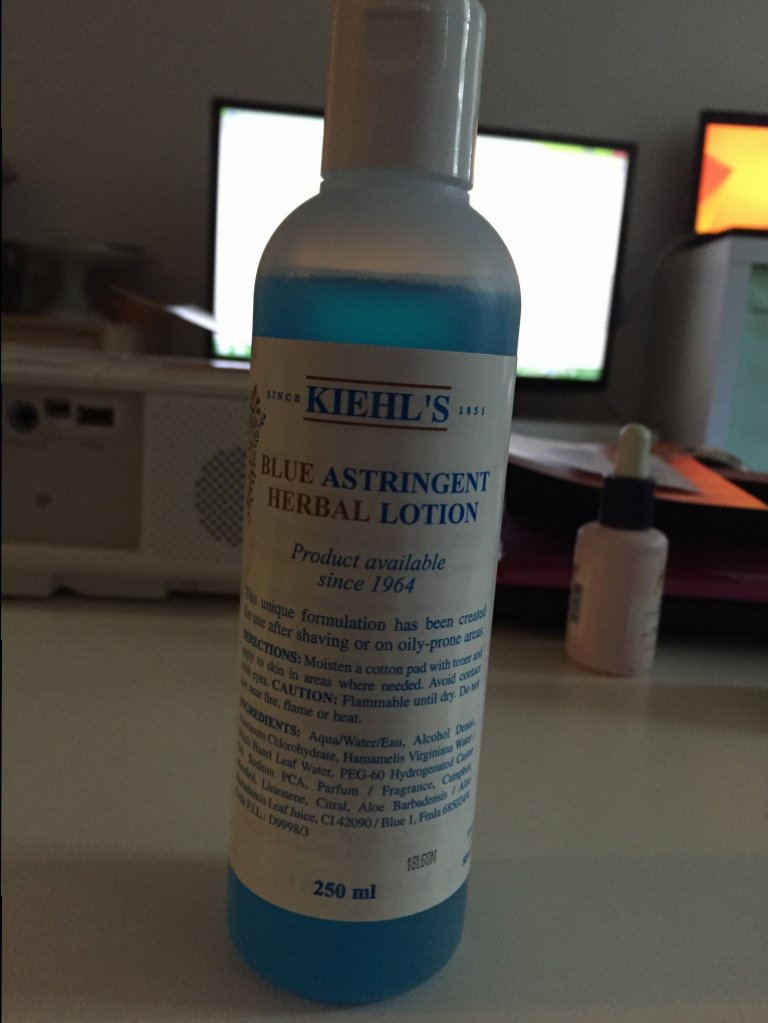 SINCE KIEHL'S 1851
BLUE ASTRINGENT
HERBAL LOTION
Product available
since 1964
This unique formulation has been created
for use after shaving or on oily-prone areas.
DIRECTIONS: Moisten a cotton pad with toner and
apply to skin in areas where needed. Avoid contact
with eyes. CAUTION: Flammable until dry. Do not
use near fire, flame or heat.
INGREDIENTS: Aqua/Water/Eau, Alcohol Denat.,
Chlorohydrate, Hamamelis Virginiana Water /
Witch Hazel Leaf Water, PEG-60 Hydrogenated Castor
Sodium PCA, Parfum / Fragrance, Camphor,
Menthol, Limonene, Citral, Aloe Barbadensis / Aloe
Barbadensis Leaf Juice, CI 42090 / Blue 1, Fmla
Code F.I.L.: D9998/3
250 ml